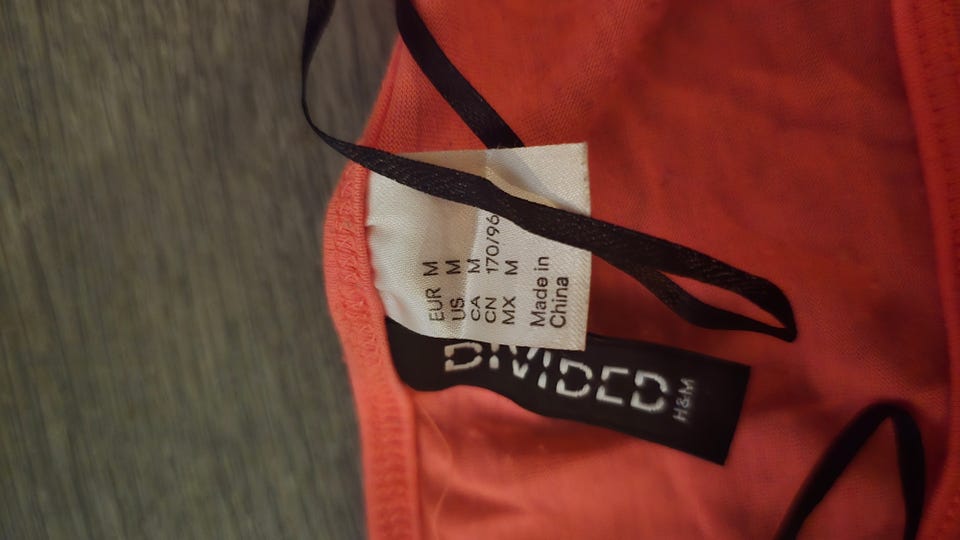 EUR M
US M
CA M
CN 170/96
MX M
Made in
China
DIVIDED
H&M